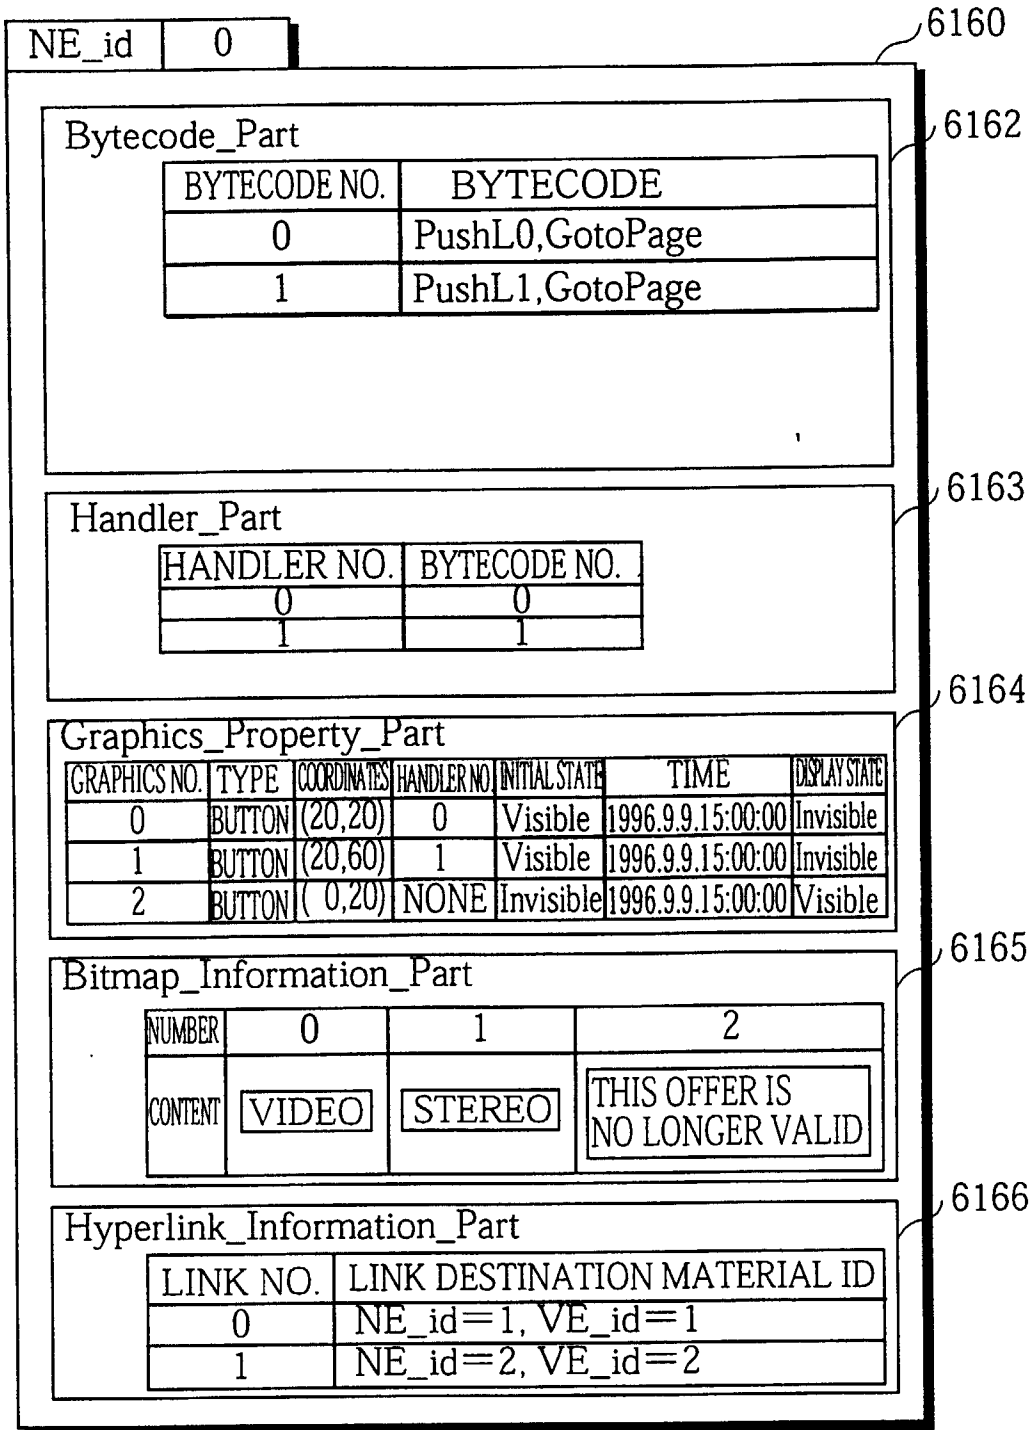 NE_id 0
6160
Bytecode_Part
6162
BYTECODE NO. BYTECODE
0 PushL0,GotoPage
1 PushL1,GotoPage
6163
Handler_Part
HANDLER NO. BYTECODE NO.
0 0
1 1
6164
Graphics_Property_Part
GRAPHICS NO. TYPE COORDINATES HANDLER NO. INITIAL STATE TIME DISPLAY STATE
0 BUTTON (20,20) 0 Visible 1996.9.9.15:00:00 Invisible
1 BUTTON (20,60) 1 Visible 1996.9.9.15:00:00 Invisible
2 BUTTON ( 0,20) NONE Invisible 1996.9.9.15:00:00 Visible
6165
Bitmap_Information_Part
NUMBER 0 1 2
CONTENT VIDEO STEREO THIS OFFER IS
NO LONGER VALID
6166
Hyperlink_Information_Part
LINK NO. LINK DESTINATION MATERIAL ID
0 NE_id=1, VE_id=1
1 NE_id=2, VE_id=2